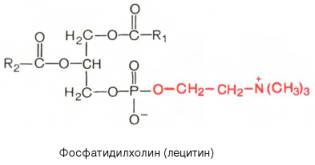 O
H₂C—O—C—R₁
O
R₂—C—O—CH
O
H₂C—O—P—O—CH₂—CH₂—N⁺(CH₃)₃
O⁻
Фосфатидилхолин (лецитин)